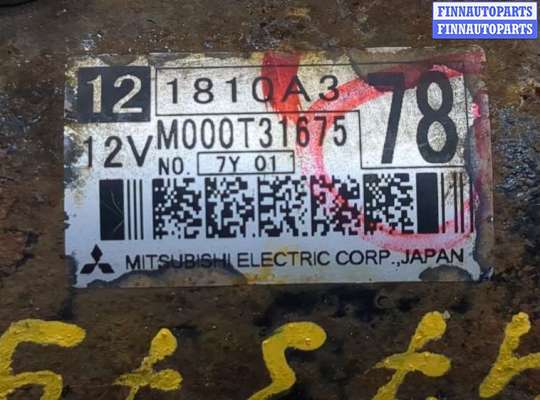 FINNAUTOPARTS
FINNAUTOPARTS
12 1810A3 78
12V M000T31675
NO. 7Y 01
MITSUBISHI ELECTRIC CORP.,JAPAN